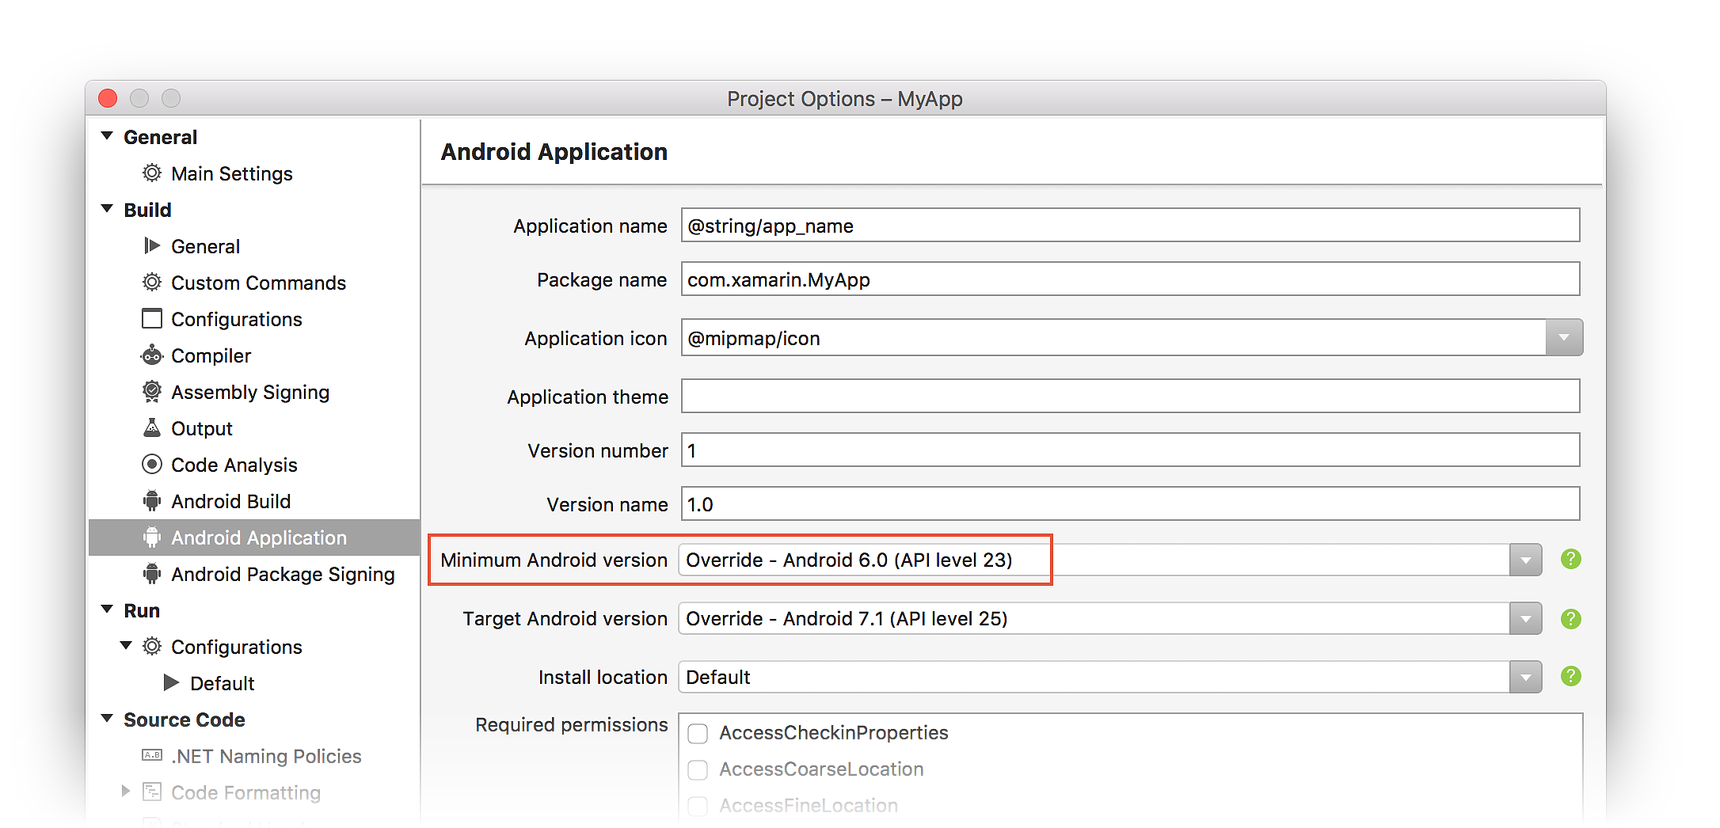 Project Options – MyApp
General
Main Settings
Build
General
Custom Commands
Configurations
Compiler
Assembly Signing
Output
Code Analysis
Android Build
Android Application
Android Package Signing
Run
Configurations
Default
Source Code
A.B .NET Naming Policies
Code Formatting
Android Application
Application name @string/app_name
Package name com.xamarin.MyApp
Application icon @mipmap/icon
Application theme
Version number 1
Version name 1.0
Minimum Android version Override - Android 6.0 (API level 23) ?
Target Android version Override - Android 7.1 (API level 25) ?
Install location Default ?
Required permissions AccessCheckinProperties
AccessCoarseLocation
AccessFineLocation